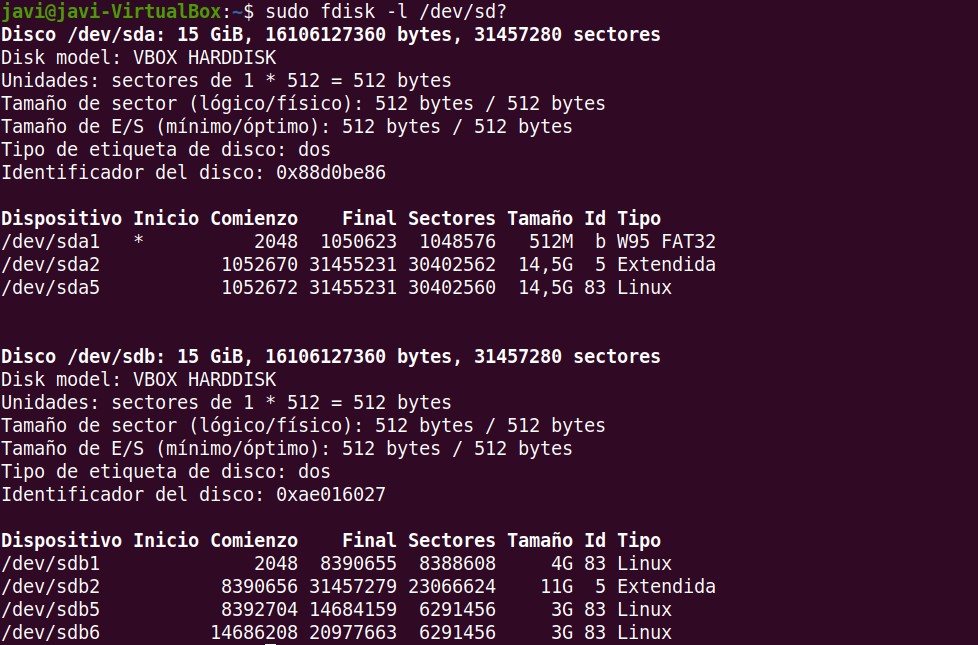 javi@javi-VirtualBox:~$ sudo fdisk -l /dev/sd?
Disco /dev/sda: 15 GiB, 16106127360 bytes, 31457280 sectores
Disk model: VBOX HARDDISK
Unidades: sectores de 1 * 512 = 512 bytes
Tamaño de sector (lógico/físico): 512 bytes / 512 bytes
Tamaño de E/S (mínimo/óptimo): 512 bytes / 512 bytes
Tipo de etiqueta de disco: dos
Identificador del disco: 0x88d0be86
Dispositivo Inicio Comienzo    Final Sectores Tamaño Id Tipo
/dev/sda1   *          2048  1050623  1048576   512M  b W95 FAT32
/dev/sda2           1052670 31455231 30402562  14,5G  5 Extendida
/dev/sda5           1052672 31455231 30402560  14,5G 83 Linux
Disco /dev/sdb: 15 GiB, 16106127360 bytes, 31457280 sectores
Disk model: VBOX HARDDISK
Unidades: sectores de 1 * 512 = 512 bytes
Tamaño de sector (lógico/físico): 512 bytes / 512 bytes
Tamaño de E/S (mínimo/óptimo): 512 bytes / 512 bytes
Tipo de etiqueta de disco: dos
Identificador del disco: 0xae016027
Dispositivo Inicio Comienzo    Final Sectores Tamaño Id Tipo
/dev/sdb1              2048  8390655  8388608     4G 83 Linux
/dev/sdb2           8390656 31457279 23066624    11G  5 Extendida
/dev/sdb5           8392704 14684159  6291456     3G 83 Linux
/dev/sdb6          14686208 20977663  6291456     3G 83 Linux